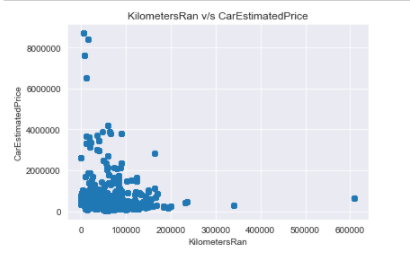 KilometersRan v/s CarEstimatedPrice
8000000
6000000
4000000
2000000
0
CarEstimatedPrice
0 100000 200000 300000 400000 500000 600000
KilometersRan